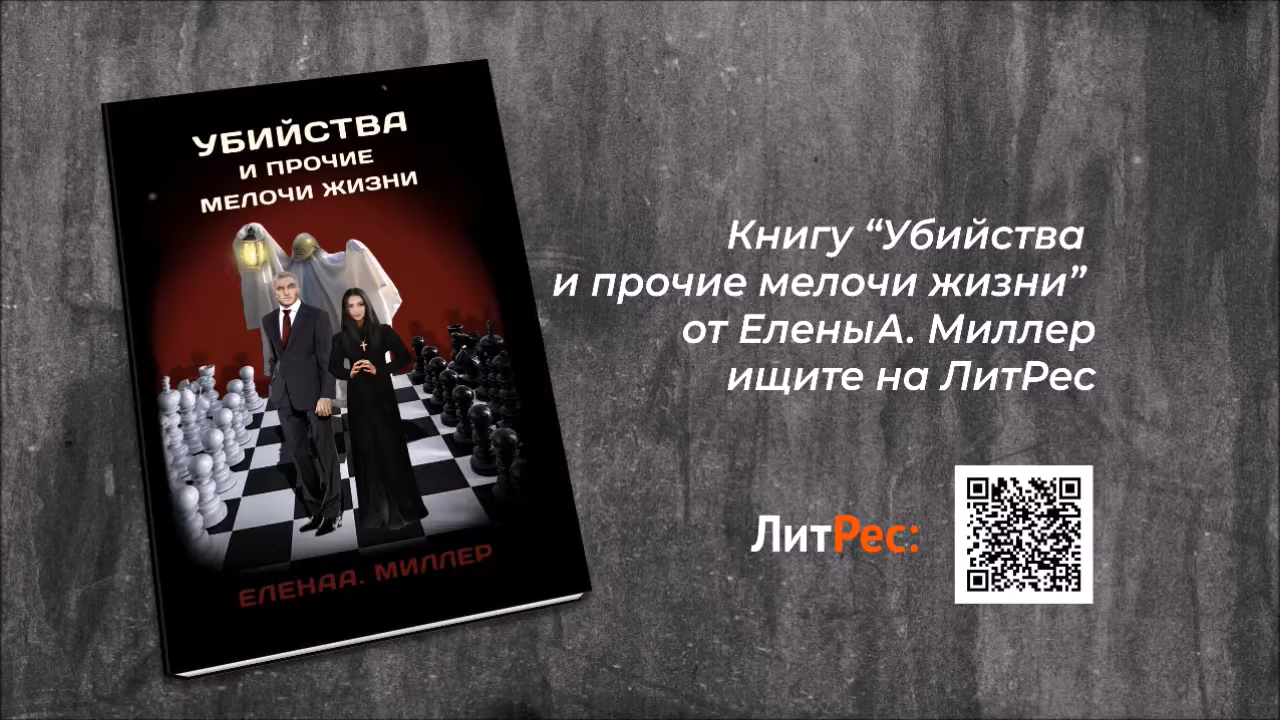 УБИЙСТВА
И ПРОЧИЕ
МЕЛОЧИ ЖИЗНИ
ЕЛЕНАА. МИЛЛЕР
Книгу “Убийства
и прочие мелочи жизни”
от ЕленыА. Миллер
ищите на ЛитРес
ЛитРес: